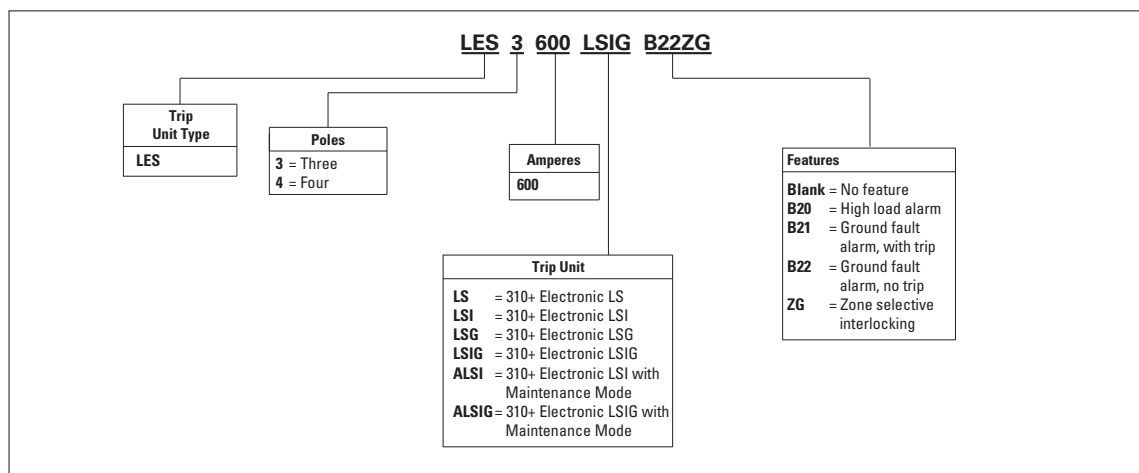 LES 3 600 LSIG B22ZG
Trip
Unit Type
LES
Poles
3 = Three
4 = Four
Amperes
600
Trip Unit
LS = 310+ Electronic LS
LSI = 310+ Electronic LSI
LSG = 310+ Electronic LSG
LSIG = 310+ Electronic LSIG
ALSI = 310+ Electronic LSI with
Maintenance Mode
ALSIG = 310+ Electronic LSIG with
Maintenance Mode
Features
Blank = No feature
B20 = High load alarm
B21 = Ground fault
alarm, with trip
B22 = Ground fault
alarm, no trip
ZG = Zone selective
interlocking